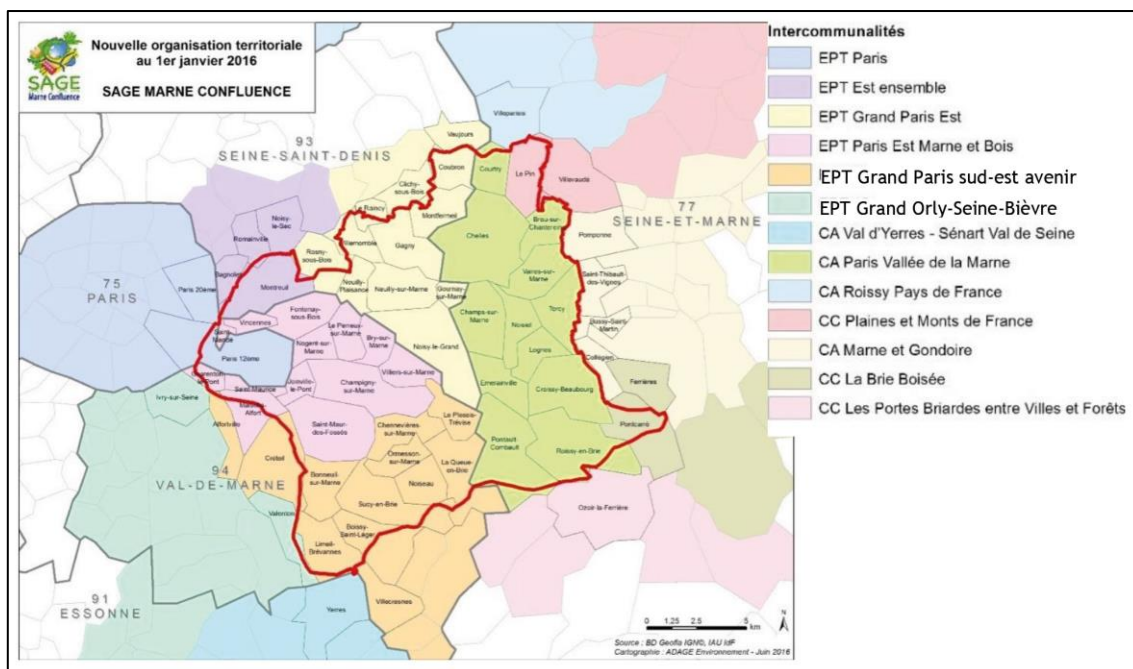 SAGE
Marne Confluence
Nouvelle organisation territoriale
au 1er janvier 2016
SAGE MARNE CONFLUENCE
Intercommunalités
EPT Paris
EPT Est ensemble
EPT Grand Paris Est
EPT Paris Est Marne et Bois
EPT Grand Paris sud-est avenir
EPT Grand Orly-Seine-Bièvre
CA Val d'Yerres - Sénart Val de Seine
CA Paris Vallée de la Marne
CA Roissy Pays de France
CC Plaines et Monts de France
CA Marne et Gondoire
CC La Brie Boisée
CC Les Portes Briardes entre Villes et Forêts
93
SEINE-SAINT-DENIS
77
SEINE-ET-MARNE
75
PARIS
94
VAL-DE-MARNE
91
ESSONNE
Villeparisis
Vaujours
Coubron
Courtry
Le Pin
Villevaudé
Clichy-
sous-Bois
Le Raincy
Montfermeil
Noisy-
le-Sec
Romainville
Rosny-
sous-Bois
Villemomble
Gagny
Chelles
Brou-sur-
Chantereine
Pomponne
Bagnolet
Montreuil
Paris 20ème
Neuilly-
Plaisance
Neuilly-sur-Marne
Gournay-
sur-Marne
Vaires-sur-
Marne
Saint-Thibault-
des-Vignes
Torcy
Champs-sur-
Marne
Noisiel
Bussy-Saint-
Martin
Collégien
Fontenay-
sous-Bois
Vincennes
Saint-
Mandé
Paris 12ème
Le Perreux-
sur-Marne
Nogent-sur-
Marne
Bry-sur-
Marne
Noisy-le-Grand
Lognes
Villiers-sur-Marne
Emerainville
Croissy-Beaubourg
Ferrières
Charenton-
le-Pont
Saint-Maurice
Joinville-
le-Pont
Champigny-sur-
Marne
Ivry-sur-Seine
Maisons-
Alfort
Alfortville
Saint-Maur-
des-Fossés
Chennevières-
sur-Marne
Le Plessis-
Trévise
Pontcarré
Pontault
Combault
Roissy-en-Brie
Ormesson-
sur-Marne
La Queue-
en-Brie
Créteil
Bonneuil-
sur-Marne
Noiseau
Sucy-en-Brie
Ozoir-la-Ferrière
Valenton
Boissy-
Saint-Léger
Limeil-
Brévannes
Villecresnes
Yerres
0 1,25 2,5 5
km
N
Source : BD Geofla IGN©, IAU IdF
Cartographie : ADAGE Environnement - Juin 2016